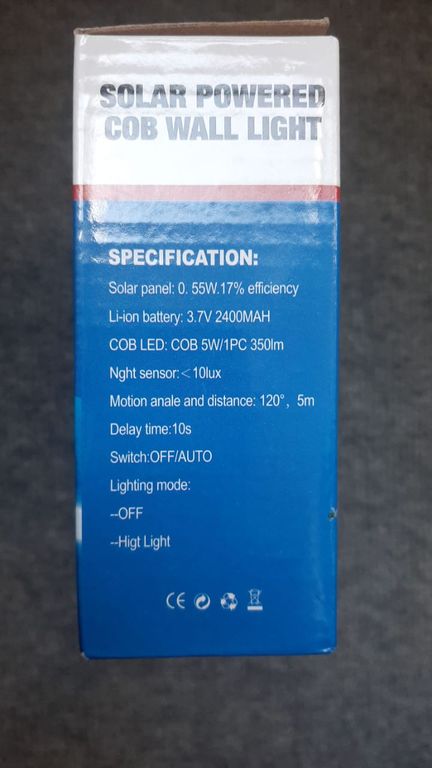 SOLAR POWERED
COB WALL LIGHT
SPECIFICATION:
Solar panel: 0. 55W.17% efficiency
Li-ion battery: 3.7V 2400MAH
COB LED: COB 5W/1PC 350lm
Nght sensor:<10lux
Motion anale and distance: 120°, 5m
Delay time:10s
Switch:OFF/AUTO
Lighting mode:
--OFF
--Higt Light
CE